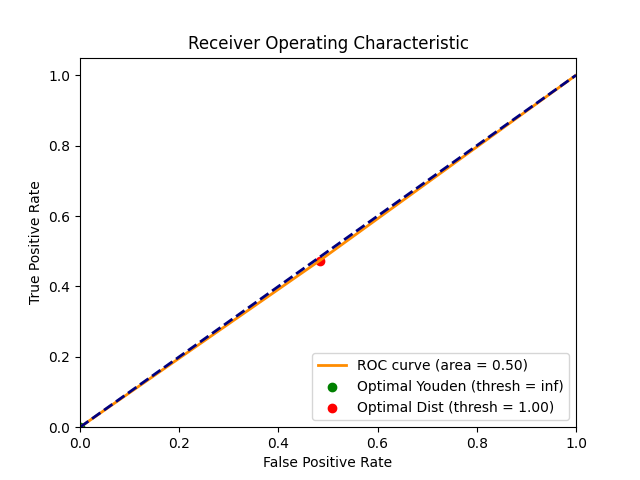 Receiver Operating Characteristic
1.0
0.8
0.6
0.4
0.2
0.0
True Positive Rate
ROC curve (area = 0.50)
Optimal Youden (thresh = inf)
Optimal Dist (thresh = 1.00)
0.0 0.2 0.4 0.6 0.8 1.0
False Positive Rate